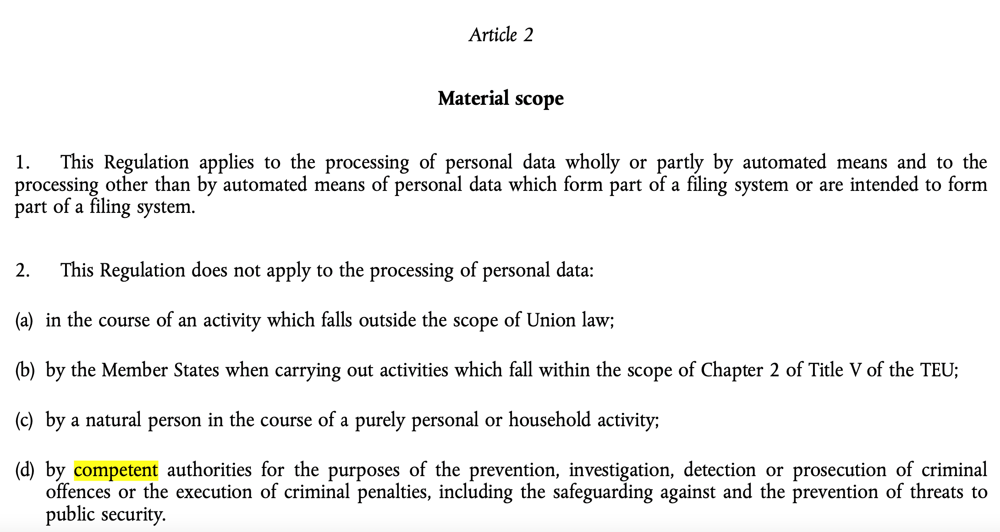 Article 2
Material scope
1. This Regulation applies to the processing of personal data wholly or partly by automated means and to the
processing other than by automated means of personal data which form part of a filing system or are intended to form
part of a filing system.
2. This Regulation does not apply to the processing of personal data:
(a) in the course of an activity which falls outside the scope of Union law;
(b) by the Member States when carrying out activities which fall within the scope of Chapter 2 of Title V of the TEU;
(c) by a natural person in the course of a purely personal or household activity;
(d) by competent authorities for the purposes of the prevention, investigation, detection or prosecution of criminal
offences or the execution of criminal penalties, including the safeguarding against and the prevention of threats to
public security.